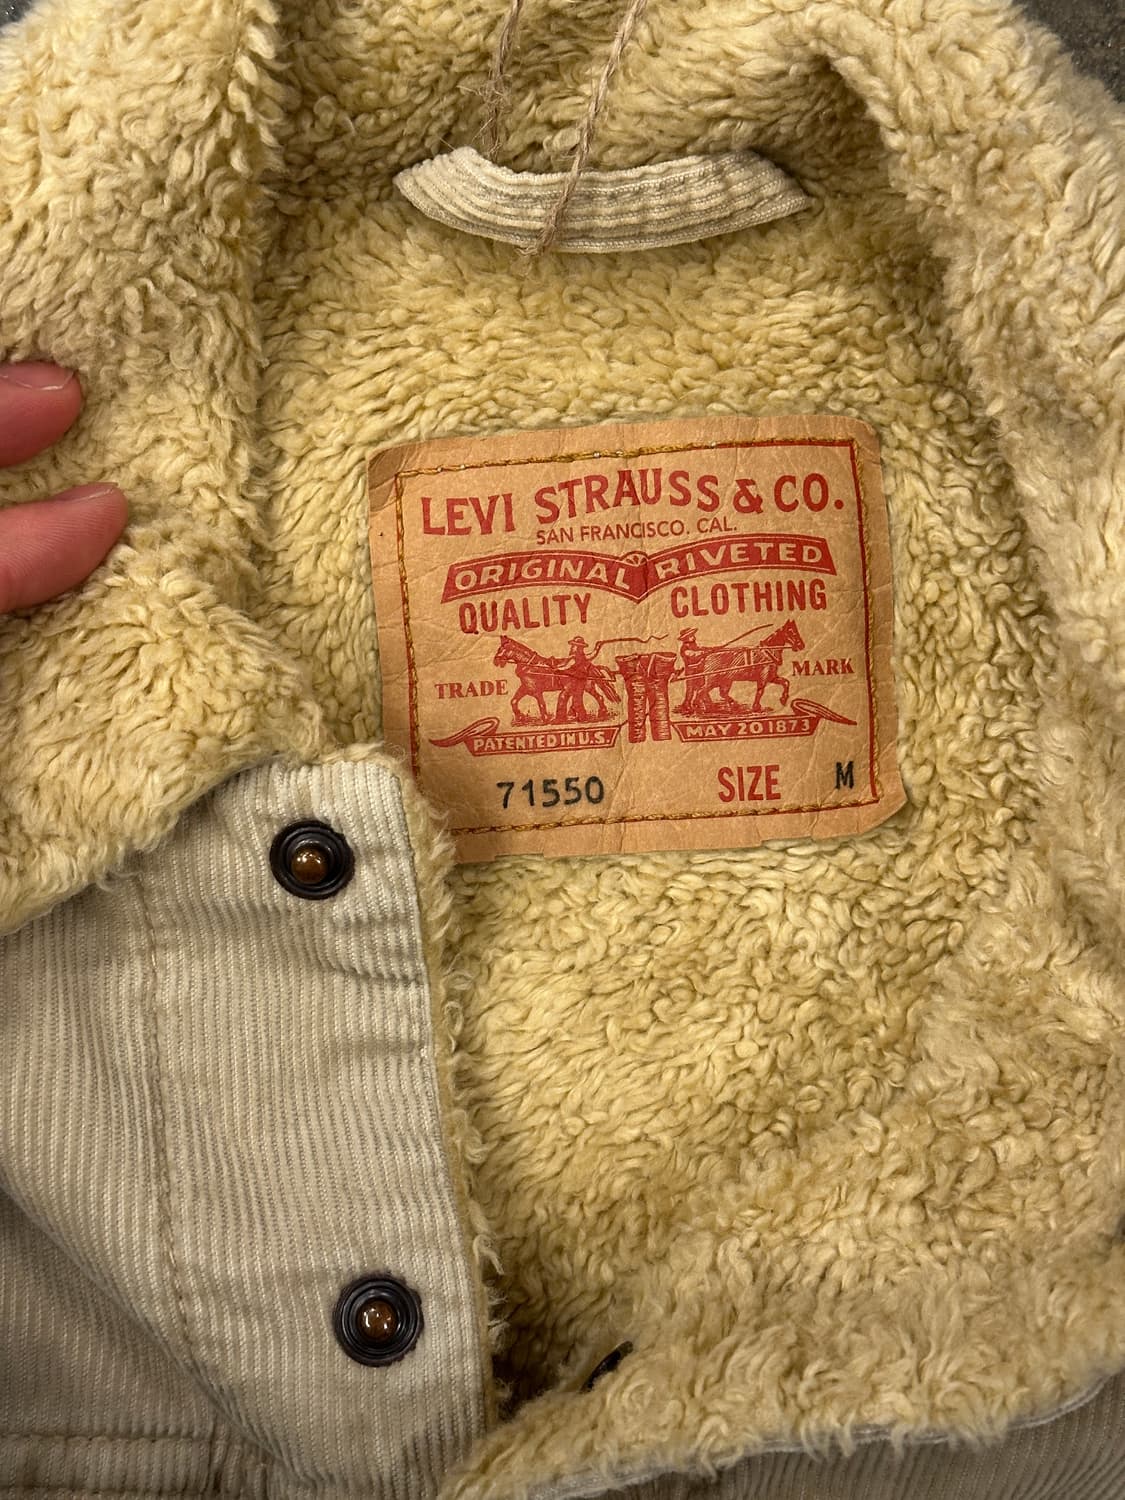 LEVI STRAUSS & CO.
SAN FRANCISCO. CAL.
ORIGINAL RIVETED
QUALITY CLOTHING
TRADE MARK
PATENTED IN U.S. MAY 20 1873
71550 SIZE M